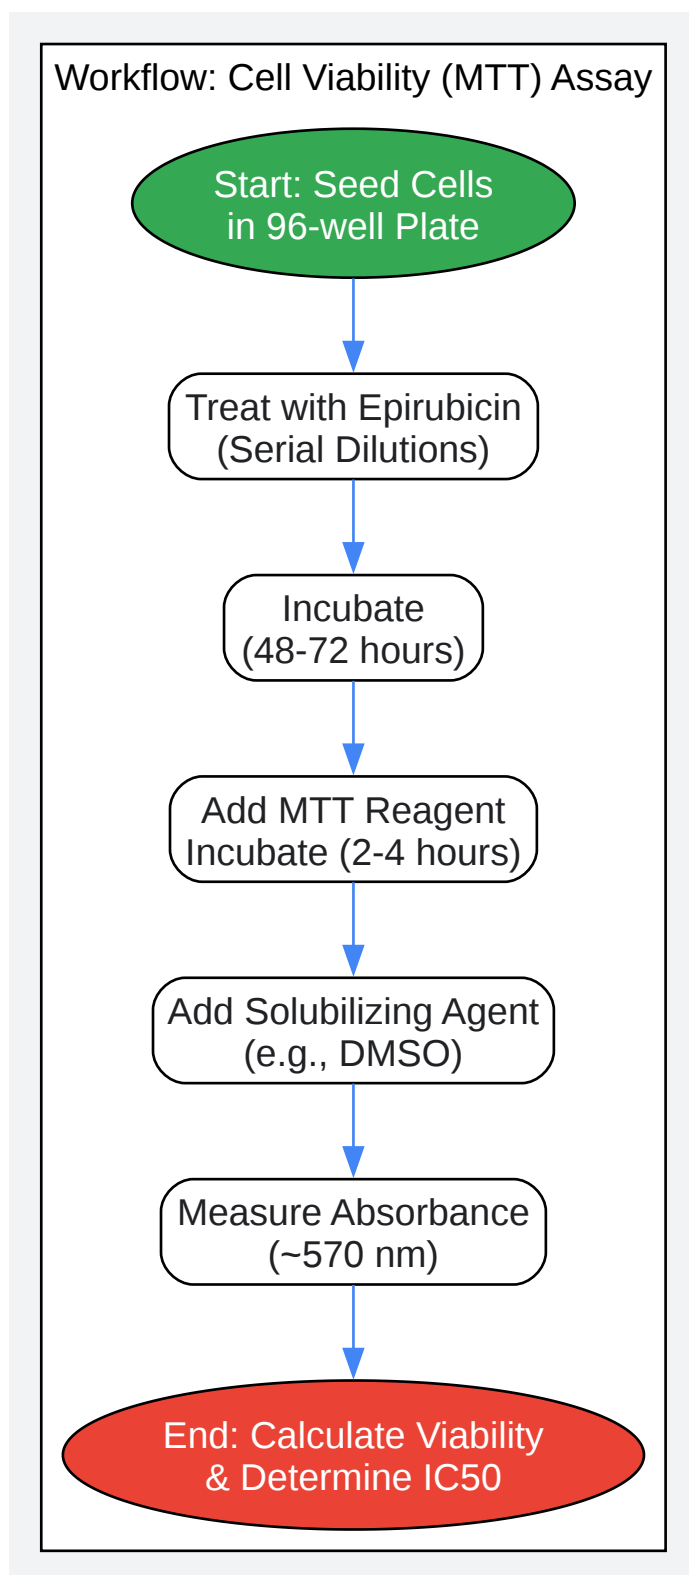 Workflow: Cell Viability (MTT) Assay
Start: Seed Cells
in 96-well Plate
Treat with Epirubicin
(Serial Dilutions)
Incubate
(48-72 hours)
Add MTT Reagent
Incubate (2-4 hours)
Add Solubilizing Agent
(e.g., DMSO)
Measure Absorbance
(~570 nm)
End: Calculate Viability
& Determine IC50